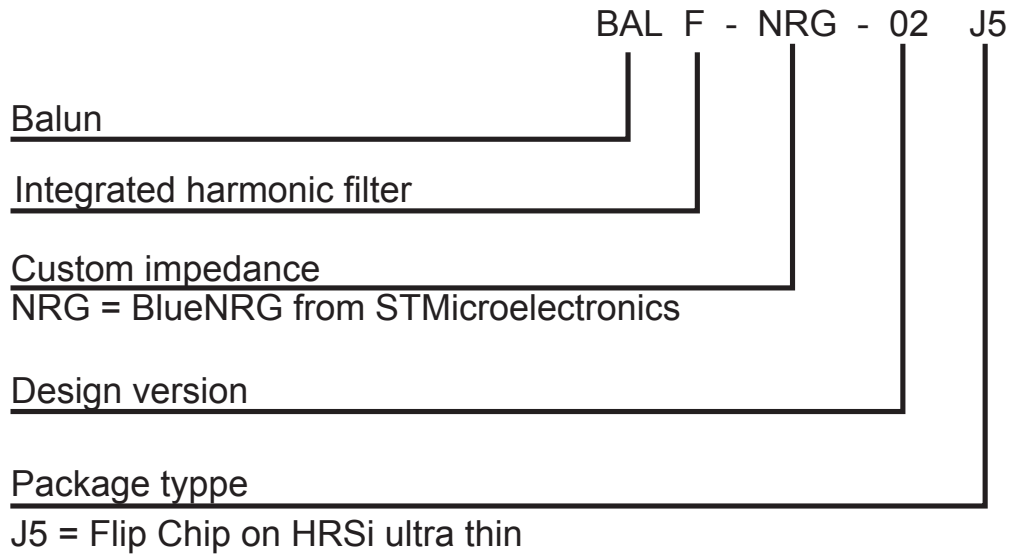 BAL F - NRG - 02 J5
Balun
Integrated harmonic filter
Custom impedance
NRG = BlueNRG from STMicroelectronics
Design version
Package typpe
J5 = Flip Chip on HRSi ultra thin